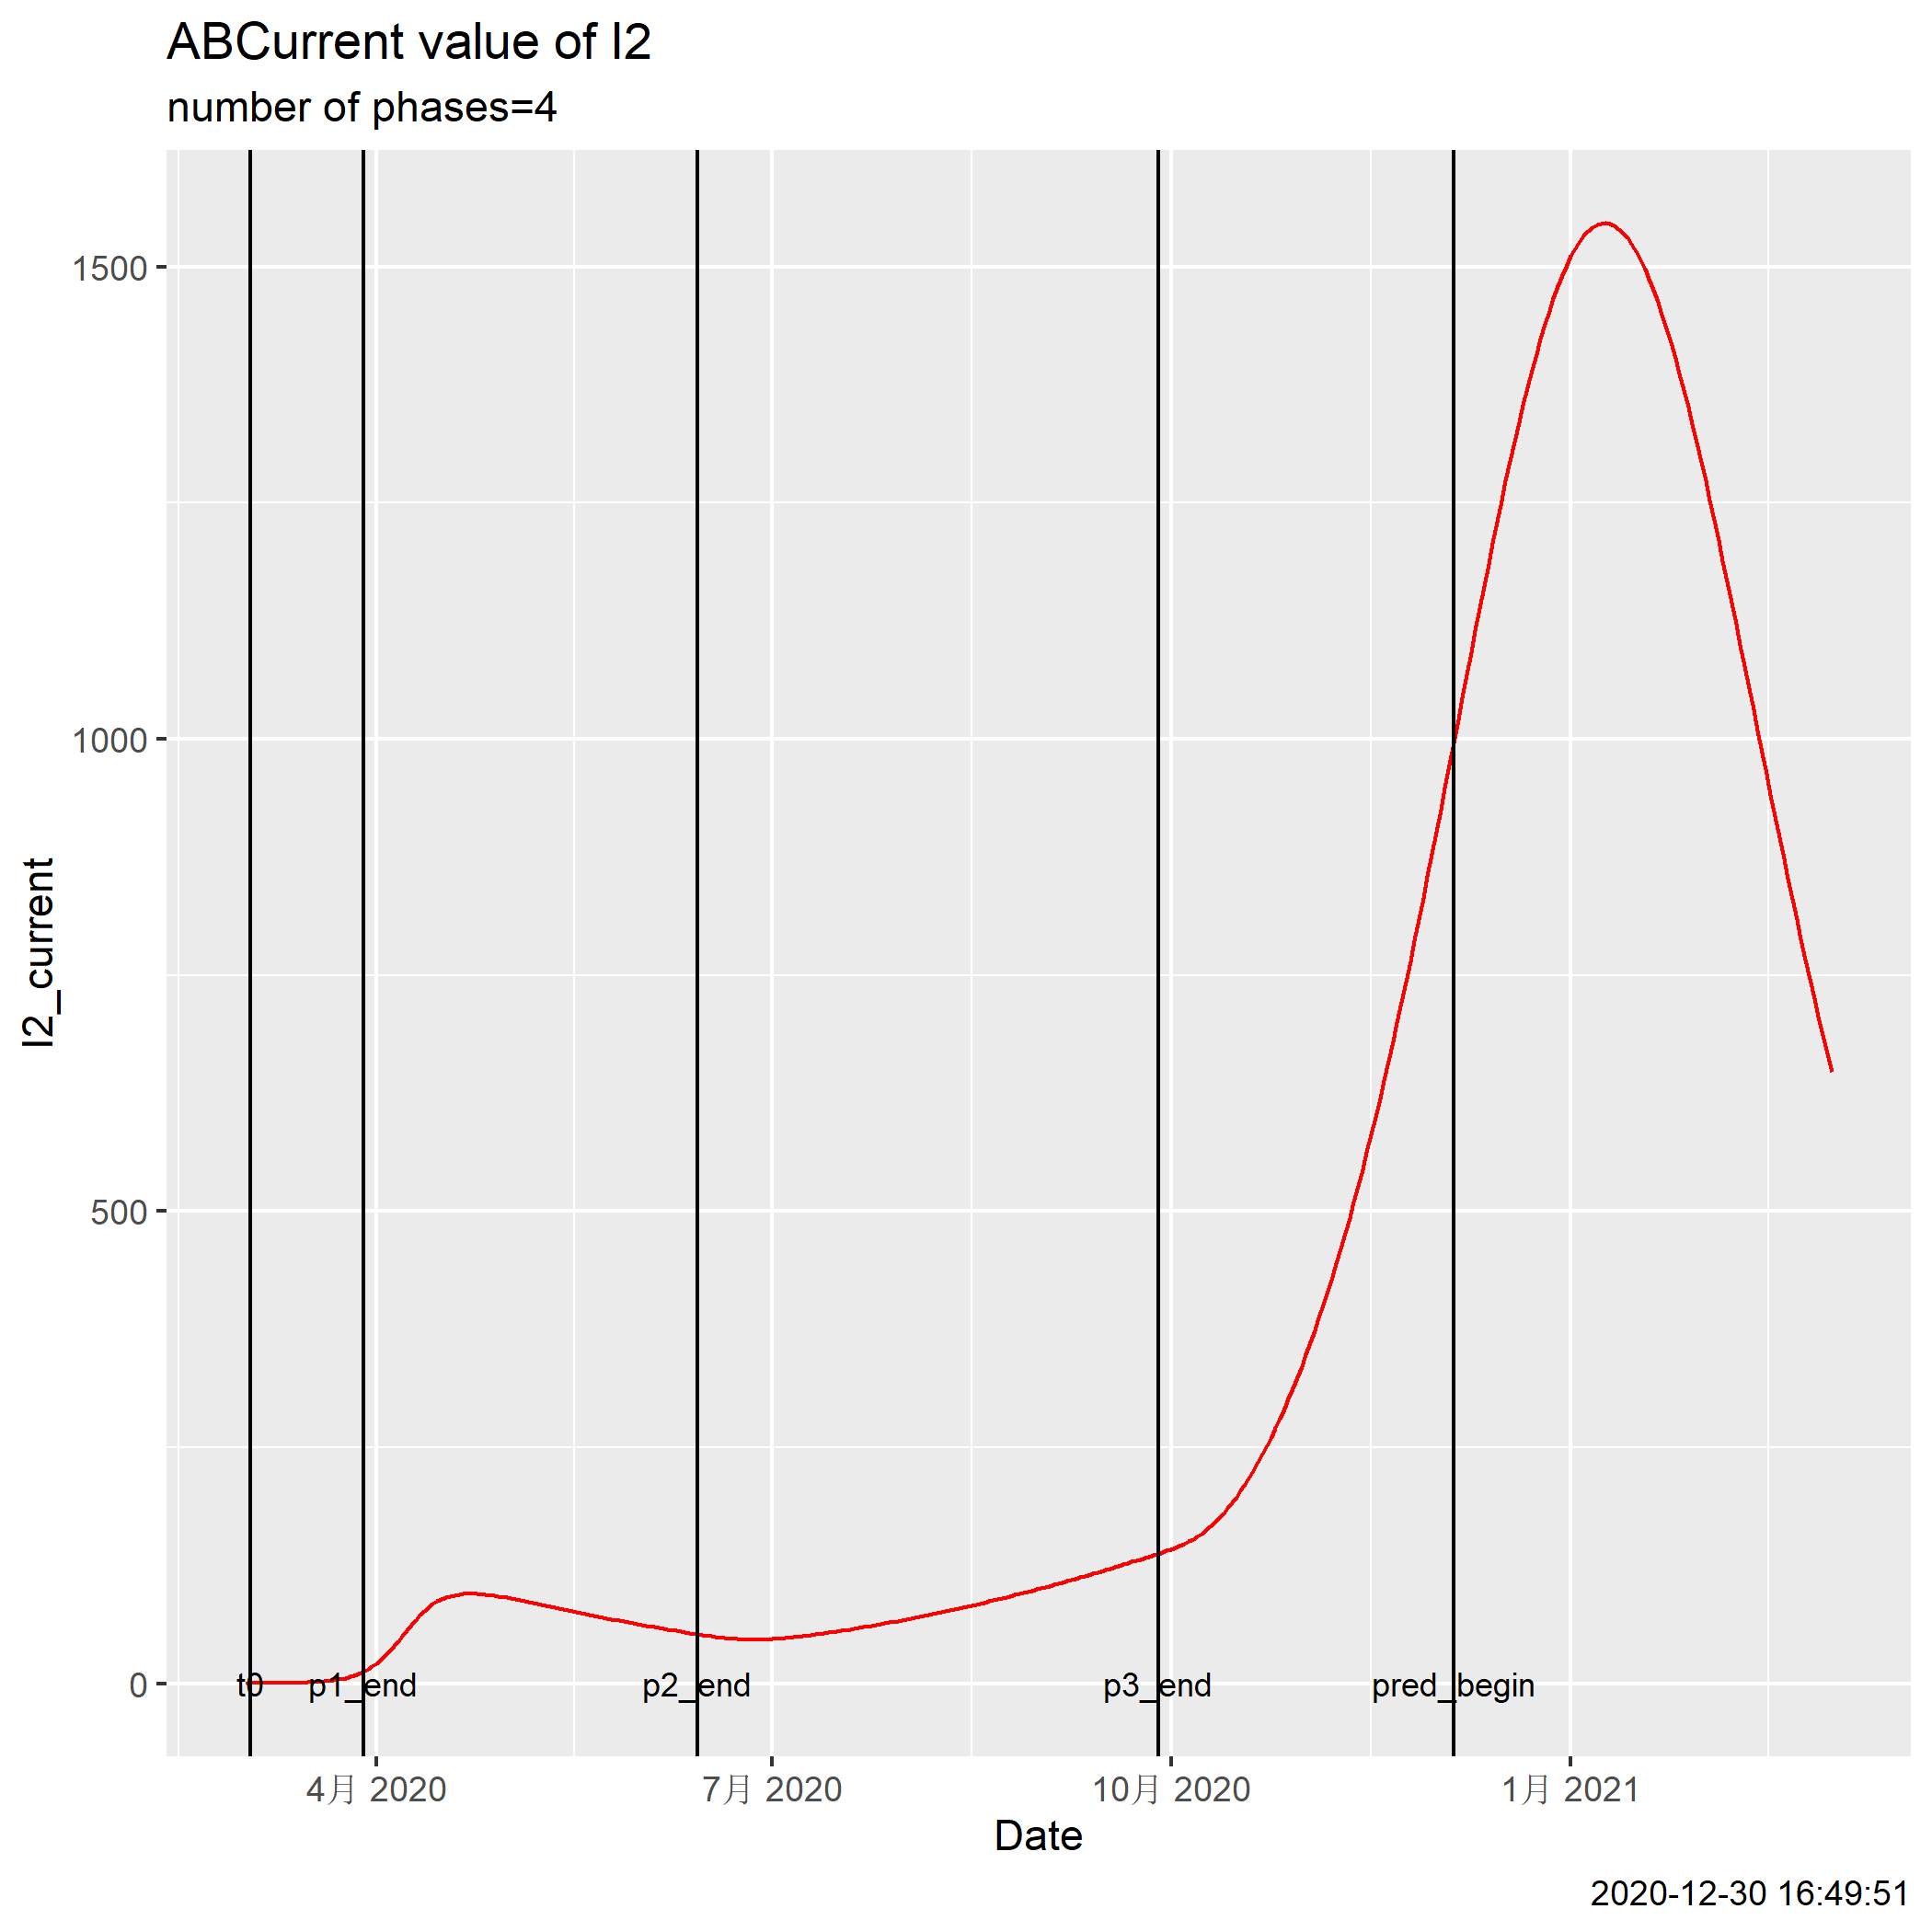 ABCurrent value of I2
number of phases=4
1500
1000
500
0
I2_current
t0 p1_end p2_end p3_end pred_begin
4月 2020 7月 2020 10月 2020 1月 2021
Date
2020-12-30 16:49:51